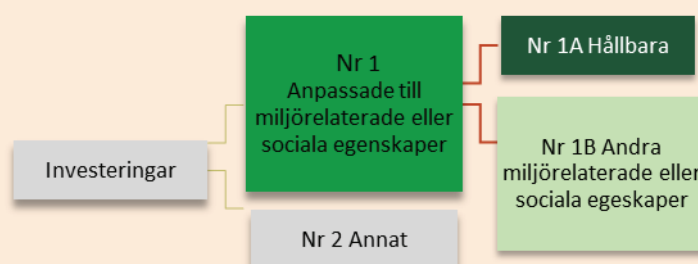 Investeringar
Nr 1
Anpassade till
miljörelaterade eller
sociala egenskaper
Nr 2 Annat
Nr 1A Hållbara
Nr 1B Andra
miljörelaterade eller
sociala egeskaper